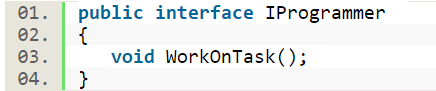 01. public interface IProgrammer
02. {
03.    void WorkOnTask();
04. }